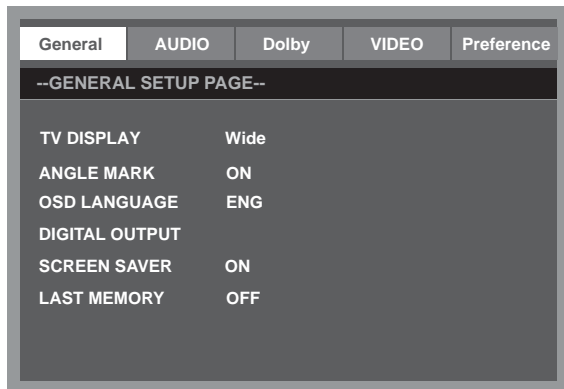 General AUDIO Dolby VIDEO Preference
--GENERAL SETUP PAGE--
TV DISPLAY Wide
ANGLE MARK ON
OSD LANGUAGE ENG
DIGITAL OUTPUT
SCREEN SAVER ON
LAST MEMORY OFF